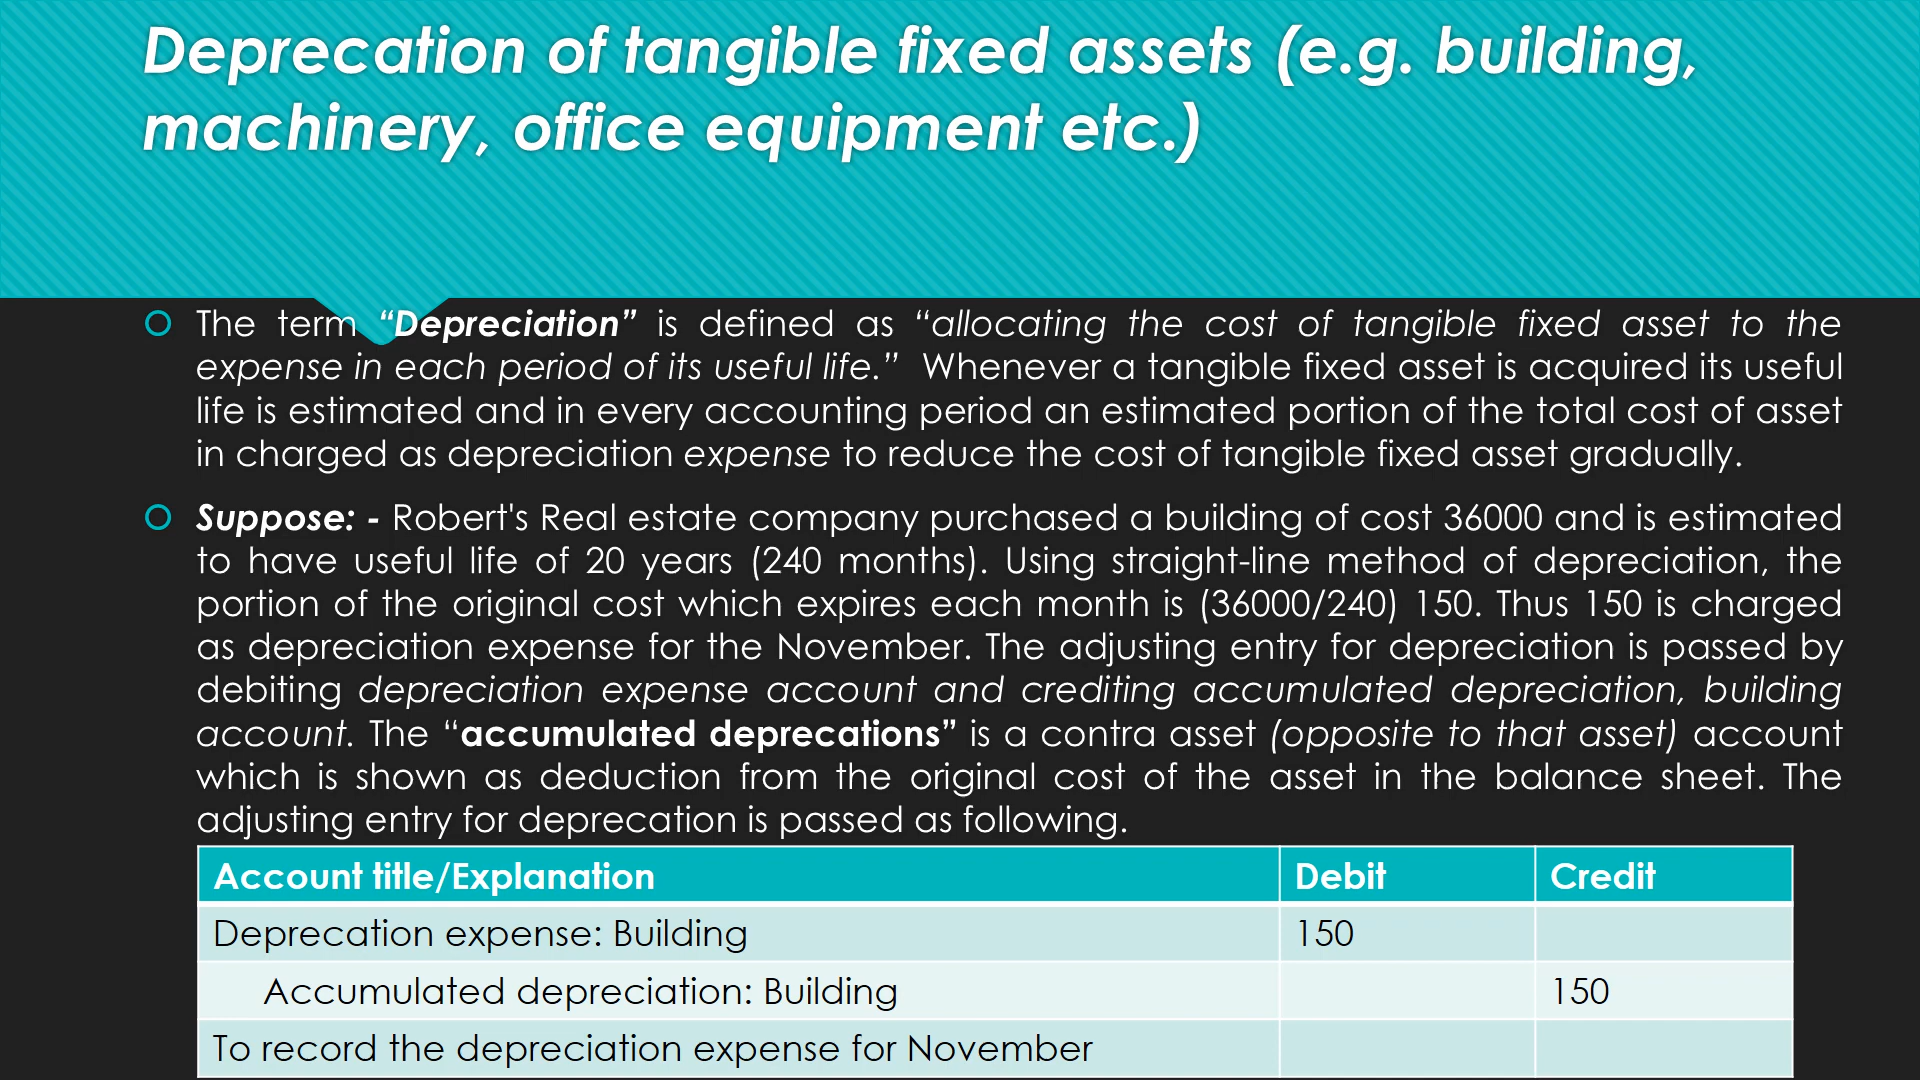 Deprecation of tangible fixed assets (e.g. building,
machinery, office equipment etc.)
The term “Depreciation” is defined as “allocating the cost of tangible fixed asset to the
expense in each period of its useful life.” Whenever a tangible fixed asset is acquired its useful
life is estimated and in every accounting period an estimated portion of the total cost of asset
in charged as depreciation expense to reduce the cost of tangible fixed asset gradually.
Suppose: - Robert's Real estate company purchased a building of cost 36000 and is estimated
to have useful life of 20 years (240 months). Using straight-line method of depreciation, the
portion of the original cost which expires each month is (36000/240) 150. Thus 150 is charged
as depreciation expense for the November. The adjusting entry for depreciation is passed by
debiting depreciation expense account and crediting accumulated depreciation, building
account. The “accumulated deprecations” is a contra asset (opposite to that asset) account
which is shown as deduction from the original cost of the asset in the balance sheet. The
adjusting entry for deprecation is passed as following.
Account title/Explanation Debit Credit
Deprecation expense: Building 150
Accumulated depreciation: Building 150
To record the depreciation expense for November